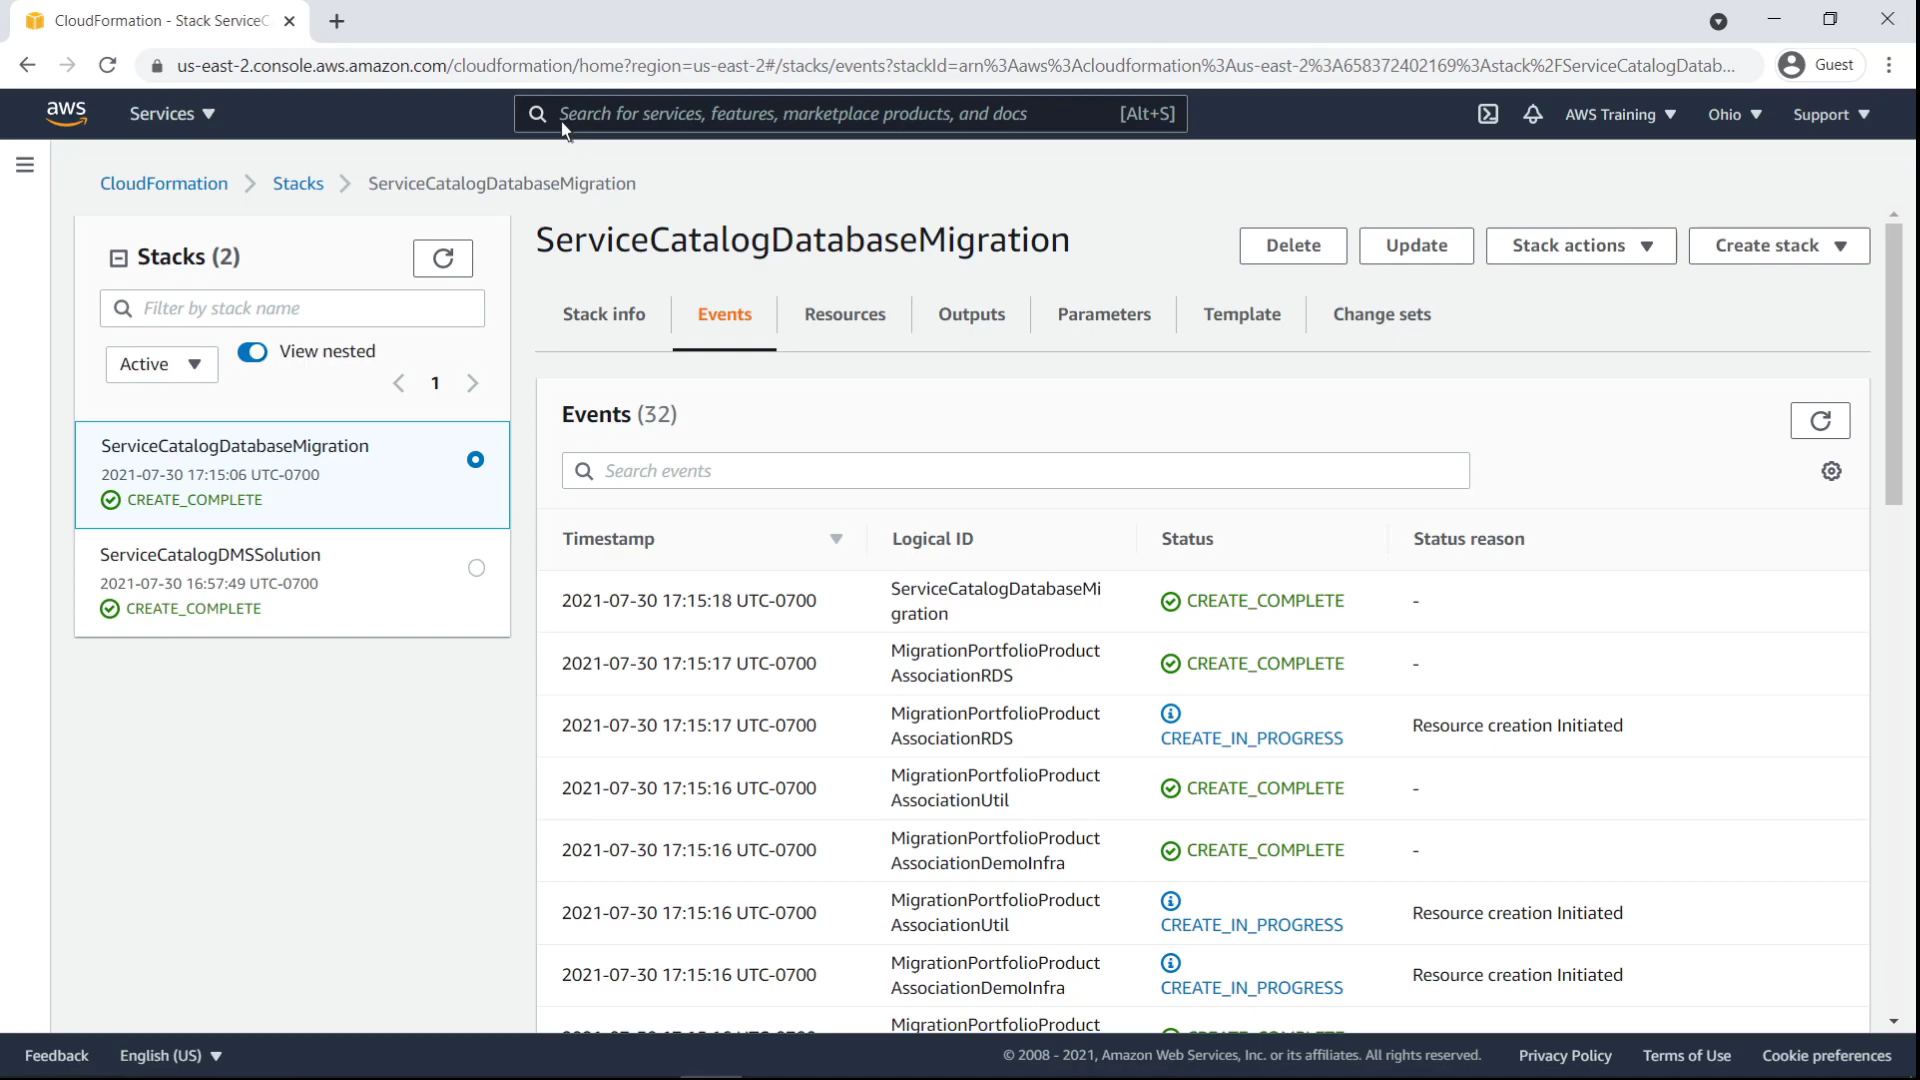 CloudFormation - Stack ServiceC
us-east-2.console.aws.amazon.com/cloudformation/home?region=us-east-2#/stacks/events?stackId=arn%3Aaws%3Acloudformation%3Aus-east-2%3A658372402169%3Astack%2FServiceCatalogDatab...
Guest
aws
Services
Search for services, features, marketplace products, and docs
[Alt+S]
AWS Training
Ohio
Support
CloudFormation
Stacks
ServiceCatalogDatabaseMigration
Stacks (2)
Filter by stack name
Active
View nested
1
ServiceCatalogDatabaseMigration
2021-07-30 17:15:06 UTC-0700
CREATE_COMPLETE
ServiceCatalogDMSSolution
2021-07-30 16:57:49 UTC-0700
CREATE_COMPLETE
ServiceCatalogDatabaseMigration
Delete
Update
Stack actions
Create stack
Stack info
Events
Resources
Outputs
Parameters
Template
Change sets
Events (32)
Search events
Timestamp
Logical ID
Status
Status reason
2021-07-30 17:15:18 UTC-0700
ServiceCatalogDatabaseMi
gration
CREATE_COMPLETE
-
2021-07-30 17:15:17 UTC-0700
MigrationPortfolioProduct
AssociationRDS
CREATE_COMPLETE
-
2021-07-30 17:15:17 UTC-0700
MigrationPortfolioProduct
AssociationRDS
CREATE_IN_PROGRESS
Resource creation Initiated
2021-07-30 17:15:16 UTC-0700
MigrationPortfolioProduct
AssociationUtil
CREATE_COMPLETE
-
2021-07-30 17:15:16 UTC-0700
MigrationPortfolioProduct
AssociationDemoInfra
CREATE_COMPLETE
-
2021-07-30 17:15:16 UTC-0700
MigrationPortfolioProduct
AssociationUtil
CREATE_IN_PROGRESS
Resource creation Initiated
2021-07-30 17:15:16 UTC-0700
MigrationPortfolioProduct
AssociationDemoInfra
CREATE_IN_PROGRESS
Resource creation Initiated
MigrationPortfolioProduct
Feedback
English (US)
© 2008 - 2021, Amazon Web Services, Inc. or its affiliates. All rights reserved.
Privacy Policy
Terms of Use
Cookie preferences